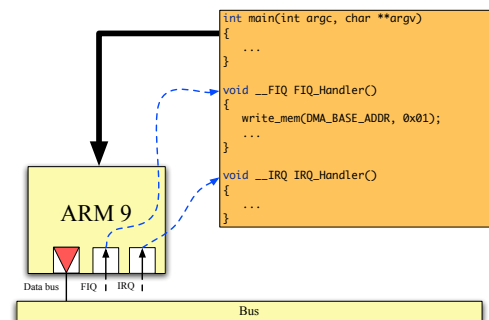 int main(int argc, char **argv)
{
...
}
void __FIQ FIQ_Handler()
{
write_mem(DMA_BASE_ADDR, 0x01);
...
}
void __IRQ IRQ_Handler()
{
...
}
ARM 9
Data bus
FIQ
IRQ
Bus